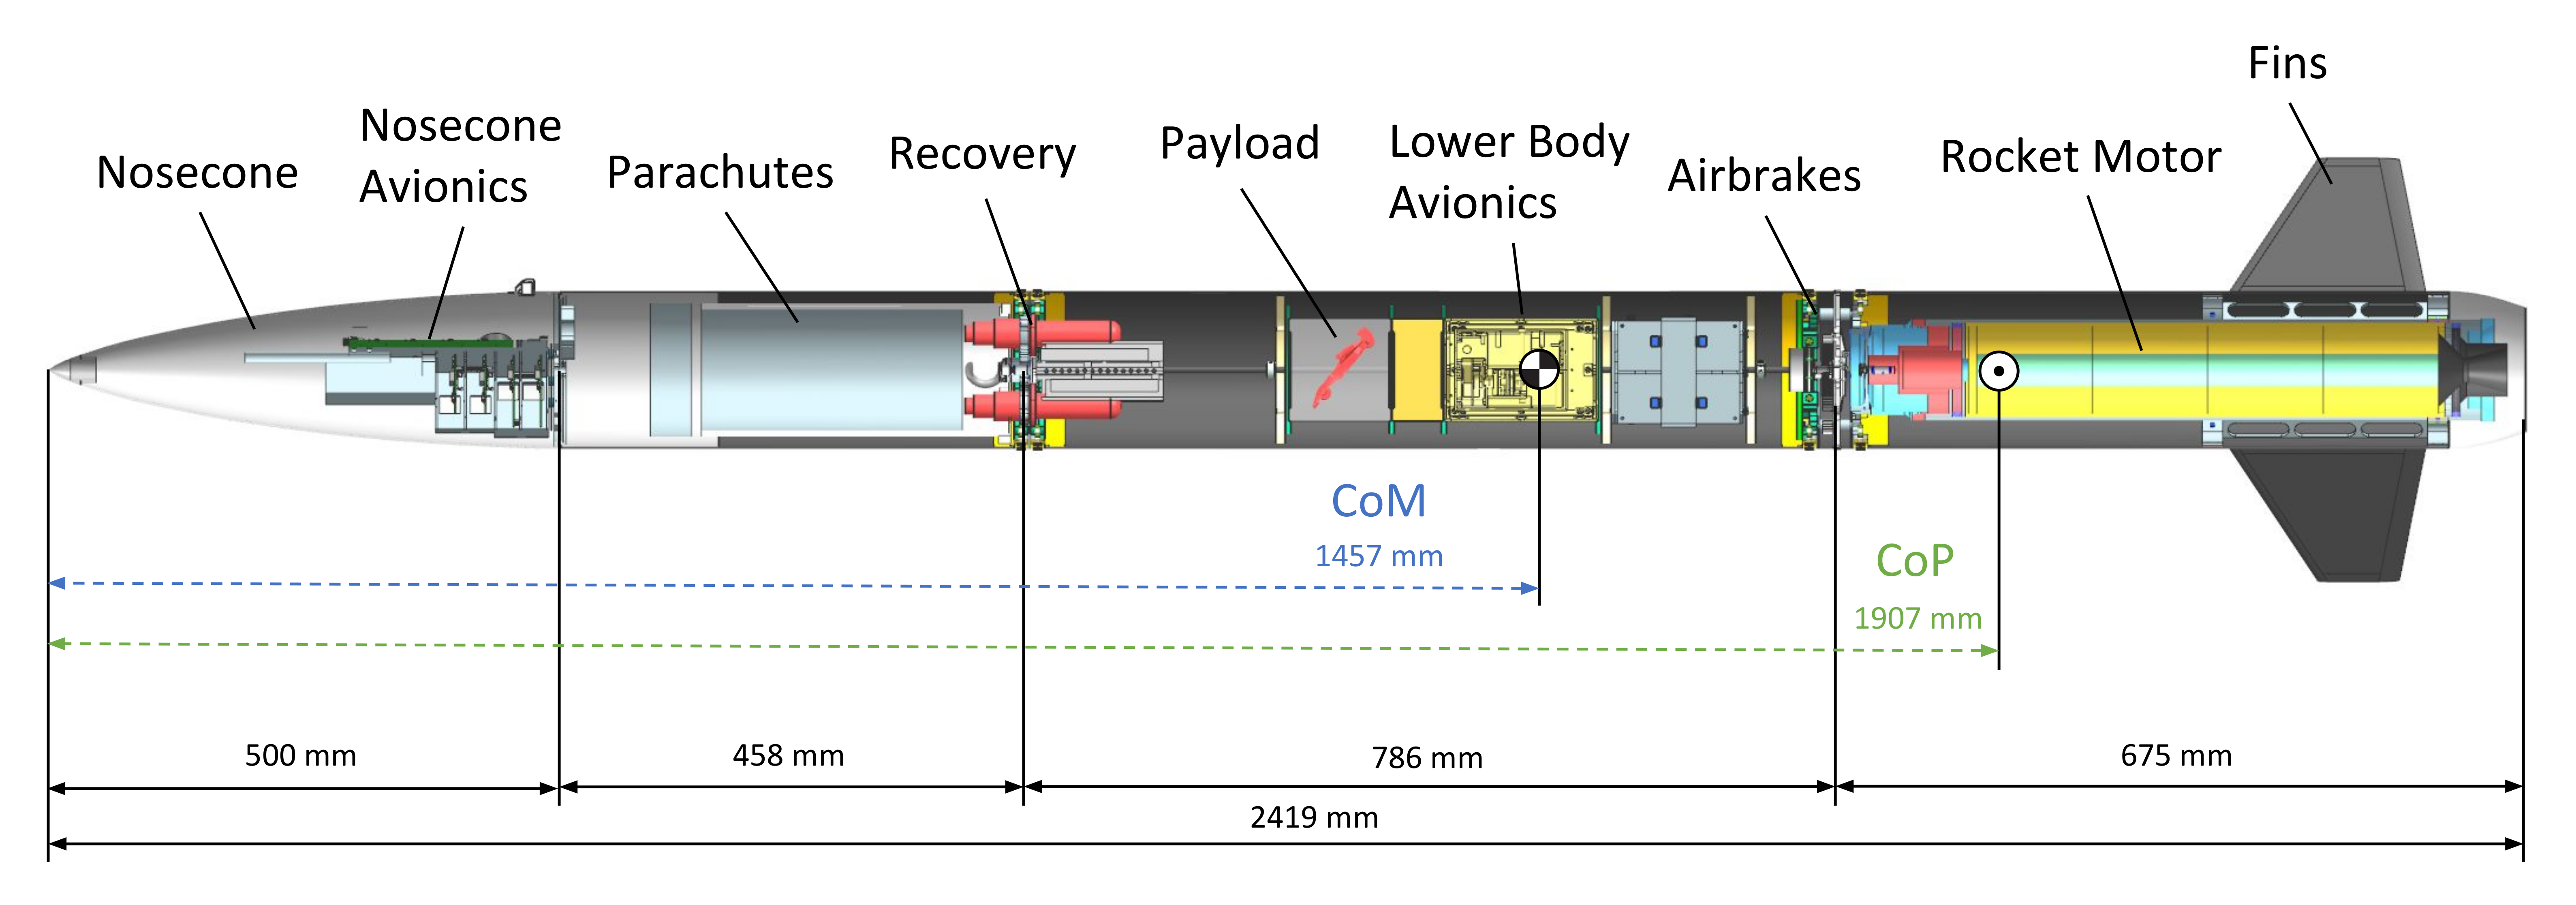 Fins
Nosecone
Avionics
Lower Body
Avionics
Payload
Recovery
Rocket Motor
Nosecone
Parachutes
Airbrakes
CoM
1457 mm
CoP
1907 mm
500 mm
458 mm
786 mm
675 mm
2419 mm